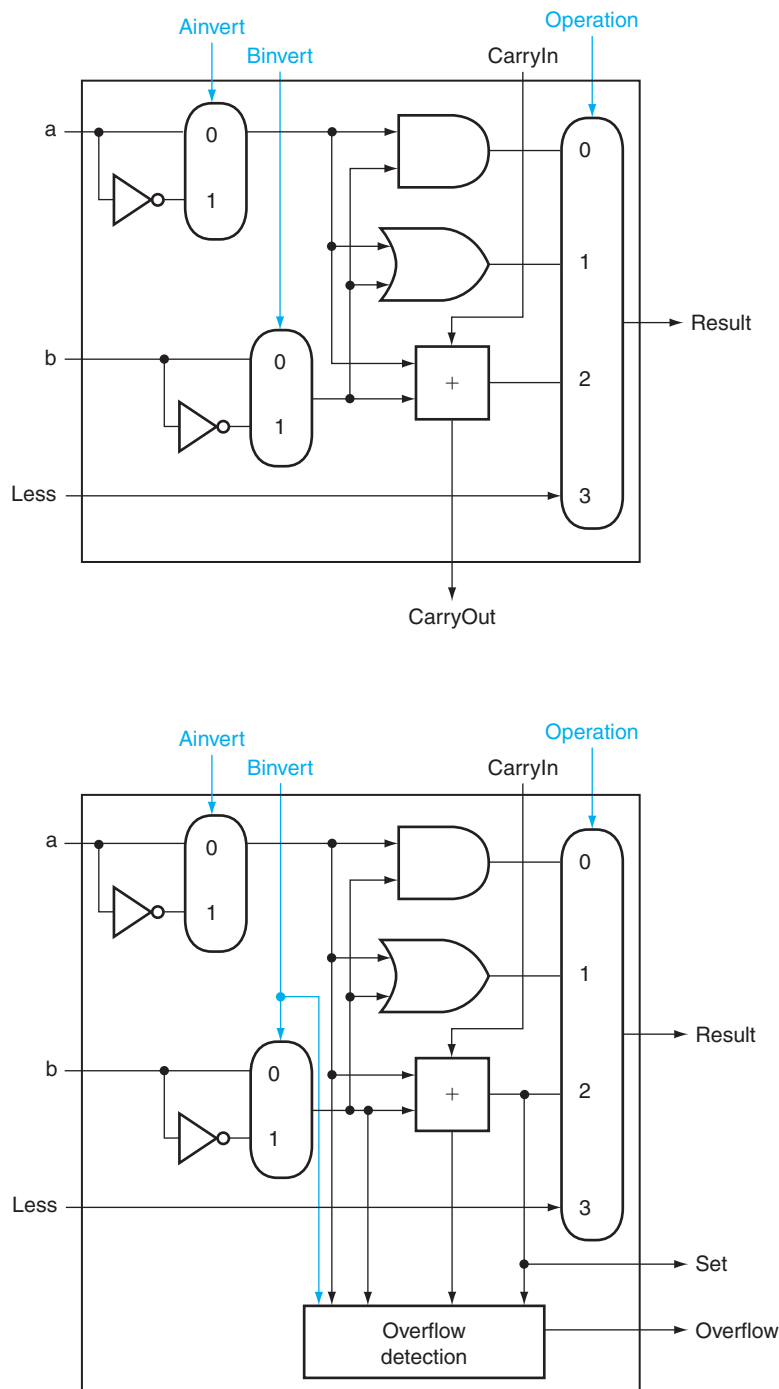 Operation
Ainvert
Binvert
CarryIn
a
0
1
0
1
b
0
1
+
2
Less
3
Result
CarryOut
Operation
Ainvert
Binvert
CarryIn
a
0
1
0
1
b
0
1
+
2
Less
3
Result
Set
Overflow
detection
Overflow